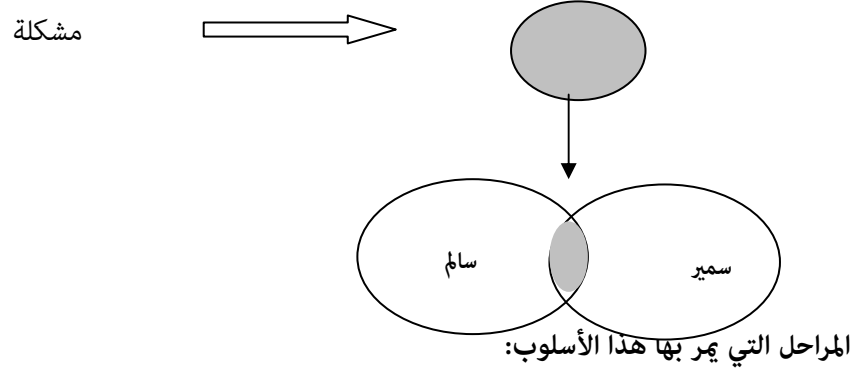 مشكلة
سالم
سمير
المراحل التي يمر بها هذا الأسلوب: